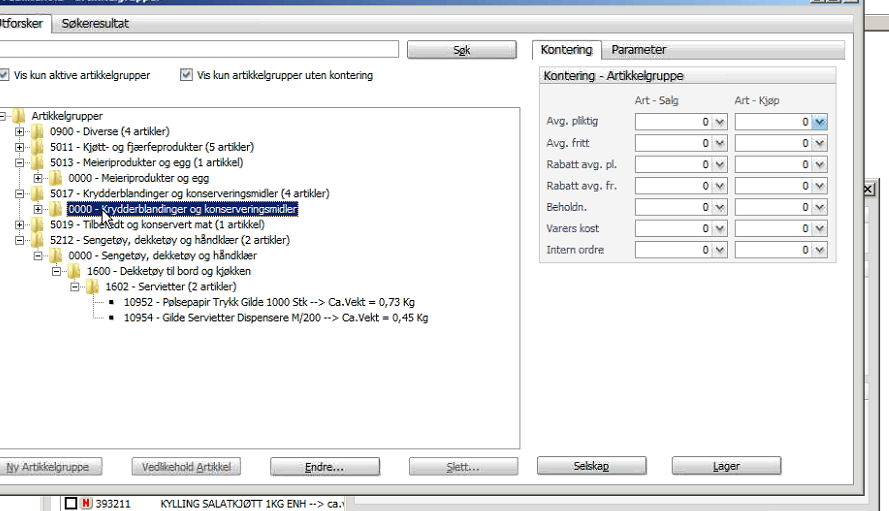 Utforsker Søkeresultat
Søk
Vis kun aktive artikkelgrupper Vis kun artikkelgrupper uten kontering
Artikkelgrupper
0900 - Diverse (4 artikler)
5011 - Kjøtt- og fjærfeprodukter (5 artikler)
5013 - Meieriprodukter og egg (1 artikkel)
0000 - Meieriprodukter og egg
5017 - Krydderblandinger og konserveringsmidler (4 artikler)
0000 - Krydderblandinger og konserveringsmidler
5019 - Tilberedt og konservert mat (1 artikkel)
5212 - Sengetøy, dekketøy og håndklær (2 artikler)
0000 - Sengetøy, dekketøy og håndklær
1600 - Dekketøy til bord og kjøkken
1602 - Servietter (2 artikler)
10952 - Pølsepapir Trykk Gilde 1000 Stk --> Ca.Vekt = 0,73 Kg
10954 - Gilde Servietter Dispensere M/200 --> Ca.Vekt = 0,45 Kg
Kontering Parameter
Kontering - Artikkelgruppe
Art - Salg Art - Kjøp
Avg. pliktig 0 0
Avg. fritt 0 0
Rabatt avg. pl. 0 0
Rabatt avg. fr. 0 0
Beholdn. 0 0
Varers kost 0 0
Intern ordre 0 0
Ny Artikkelgruppe Vedlikehold Artikkel Endre... Slett... Selskap Lager
N 393211 KYLLING SALATKJØTT 1KG ENH --> ca.v